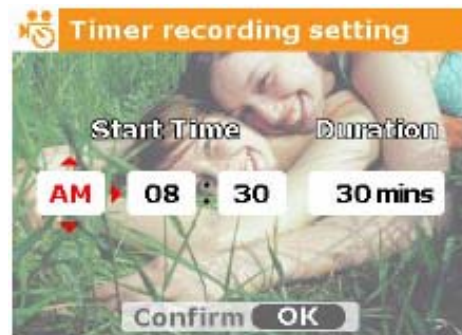 Timer recording setting
Start Time Duration
AM 08 : 30 30 mins
Confirm OK